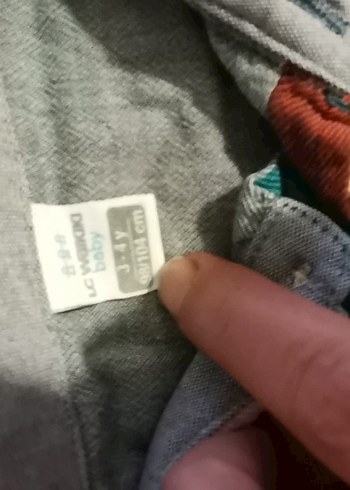 LC WAIKIKI
baby
3 - 4 Y
98/104 cm